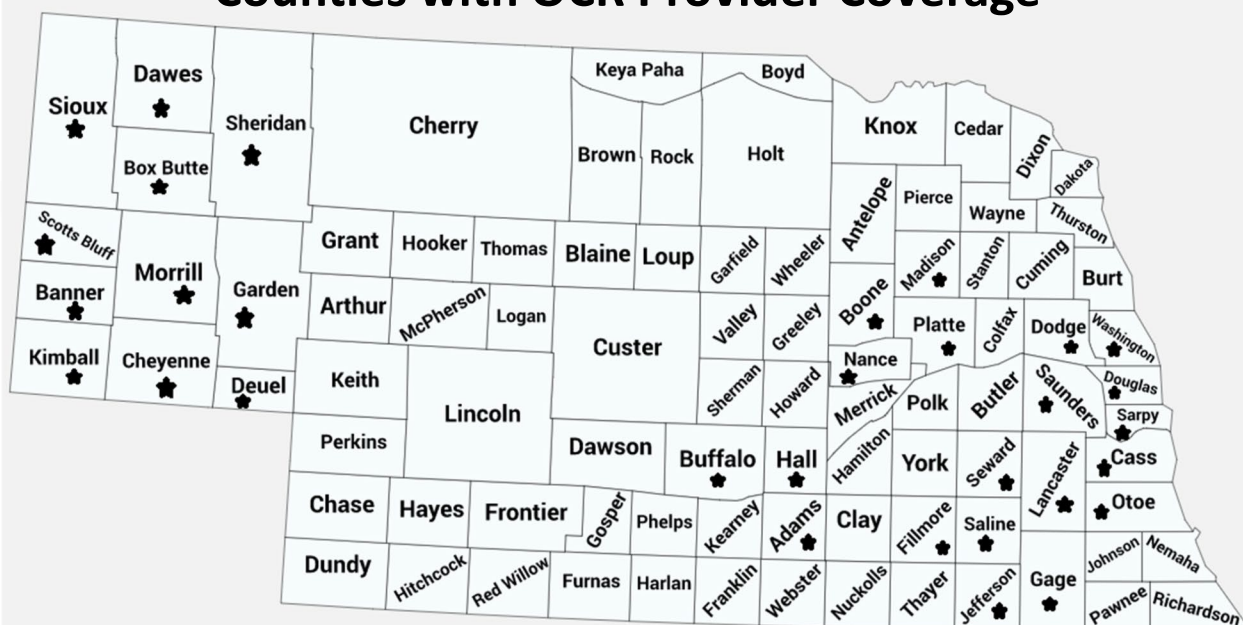 Counties with OCR Provider Coverage
Dawes
Sioux
Sheridan
Box Butte
Cherry
Keya Paha
Boyd
Brown
Rock
Holt
Knox
Cedar
Dixon
Dakota
Scotts Bluff
Morrill
Garden
Banner
Kimball
Cheyenne
Deuel
Grant
Hooker
Thomas
Blaine
Loup
Garfield
Wheeler
Antelope
Pierce
Wayne
Thurston
Arthur
McPherson
Logan
Custer
Valley
Greeley
Boone
Madison
Stanton
Cuming
Burt
Keith
Lincoln
Sherman
Howard
Nance
Merrick
Platte
Colfax
Dodge
Washington
Perkins
Dawson
Buffalo
Hall
Hamilton
Polk
Butler
Saunders
Douglas
Sarpy
Chase
Hayes
Frontier
Gosper
Phelps
Kearney
Adams
Clay
York
Seward
Lancaster
Cass
Otoe
Fillmore
Saline
Dundy
Hitchcock
Red Willow
Furnas
Harlan
Franklin
Webster
Nuckolls
Thayer
Jefferson
Gage
Johnson
Nemaha
Pawnee
Richardson